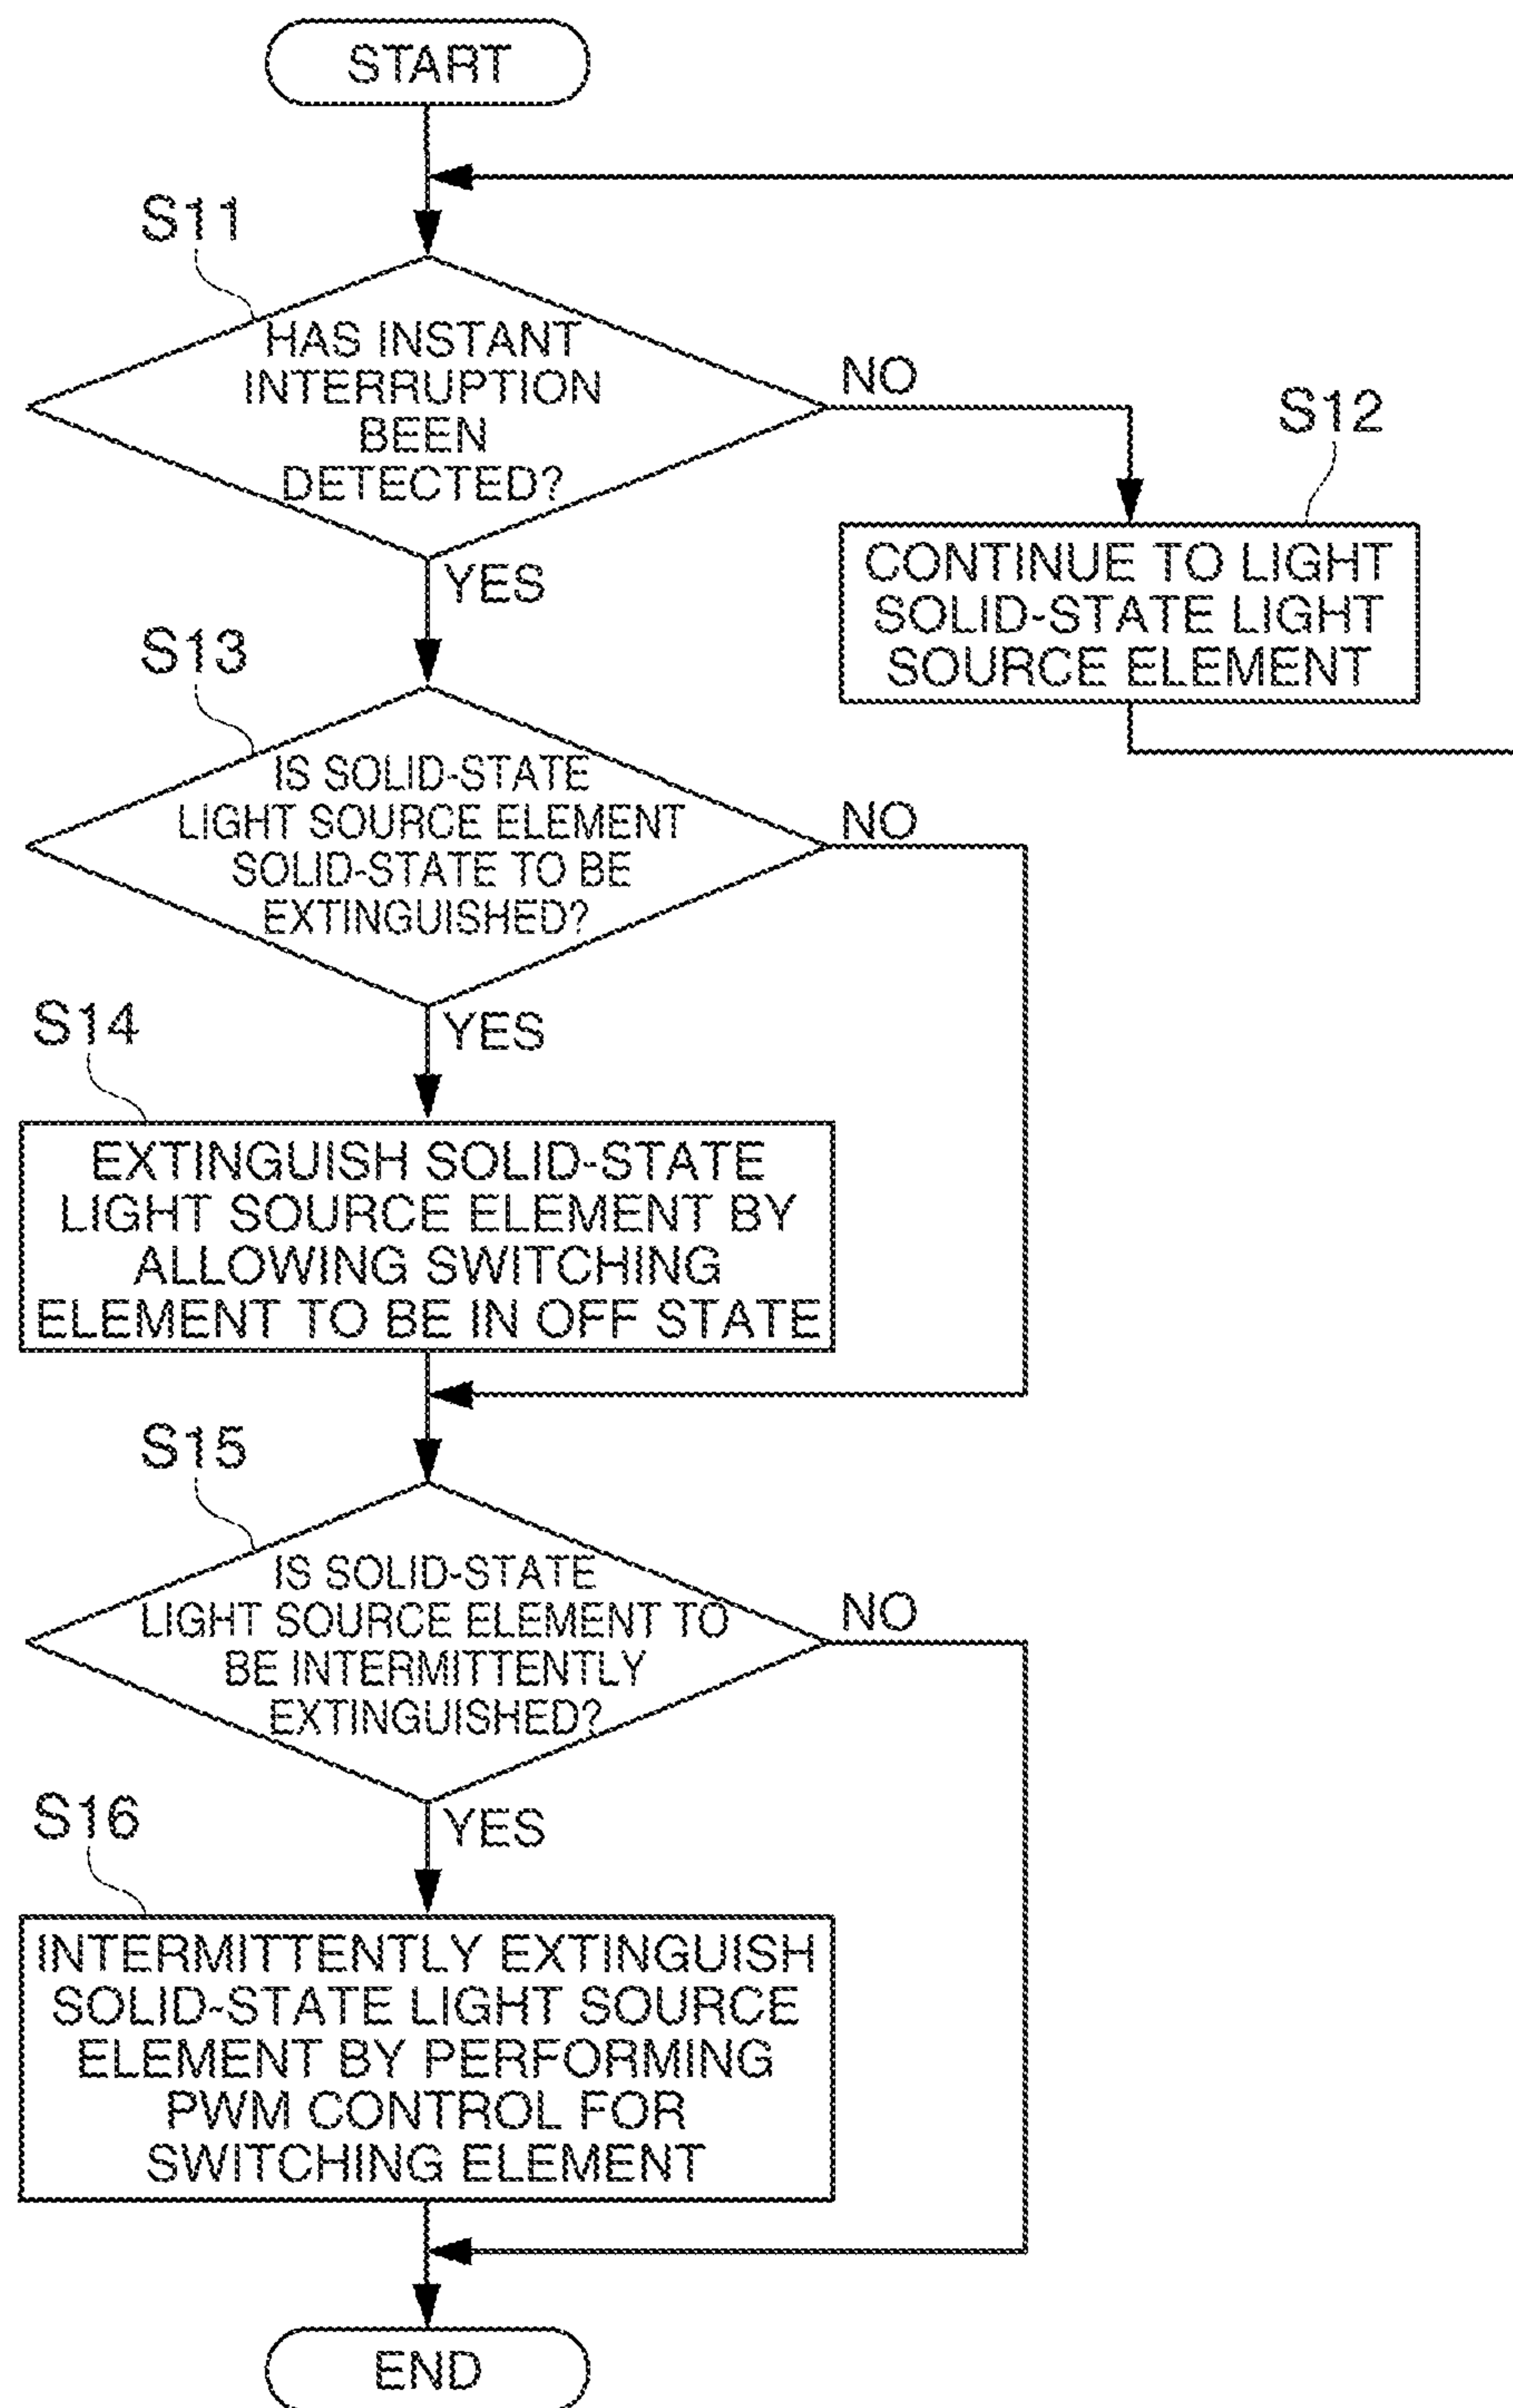 START
S11
HAS INSTANT
INTERRUPTION
BEEN
DETECTED?
NO
YES
S12
CONTINUE TO LIGHT
SOLID-STATE LIGHT
SOURCE ELEMENT
S13
IS SOLID-STATE
LIGHT SOURCE ELEMENT
SOLID-STATE TO BE
EXTINGUISHED?
NO
YES
S14
EXTINGUISH SOLID-STATE
LIGHT SOURCE ELEMENT BY
ALLOWING SWITCHING
ELEMENT TO BE IN OFF STATE
S15
IS SOLID-STATE
LIGHT SOURCE ELEMENT TO
BE INTERMITTENTLY
EXTINGUISHED?
NO
YES
S16
INTERMITTENTLY EXTINGUISH
SOLID-STATE LIGHT SOURCE
ELEMENT BY PERFORMING
PWM CONTROL FOR
SWITCHING ELEMENT
END